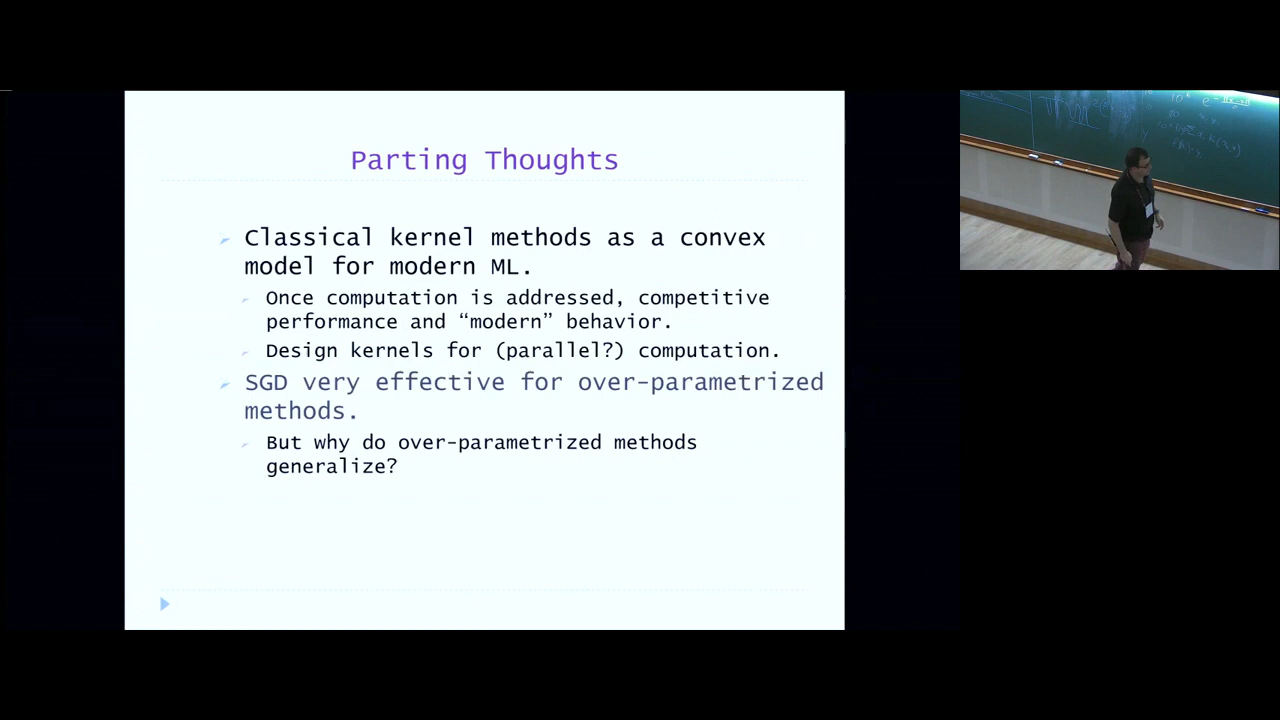 Parting Thoughts
Classical kernel methods as a convex
model for modern ML.
Once computation is addressed, competitive
performance and “modern” behavior.
Design kernels for (parallel?) computation.
SGD very effective for over-parametrized
methods.
But why do over-parametrized methods
generalize?